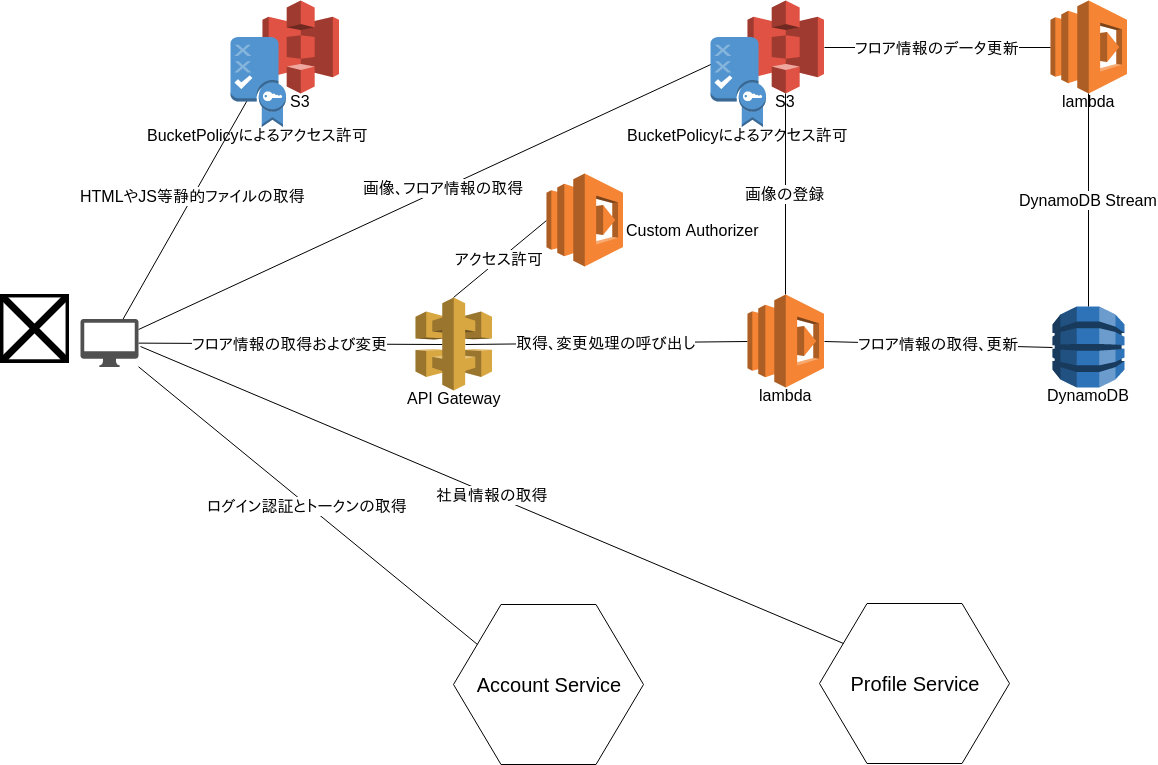 S3
BucketPolicyによるアクセス許可
S3
BucketPolicyによるアクセス許可
フロア情報のデータ更新
lambda
HTMLやJS等静的ファイルの取得
画像、フロア情報の取得
画像の登録
DynamoDB Stream
Custom Authorizer
アクセス許可
フロア情報の取得および変更
取得、変更処理の呼び出し
フロア情報の取得、更新
API Gateway
lambda
DynamoDB
社員情報の取得
ログイン認証とトークンの取得
Account Service
Profile Service